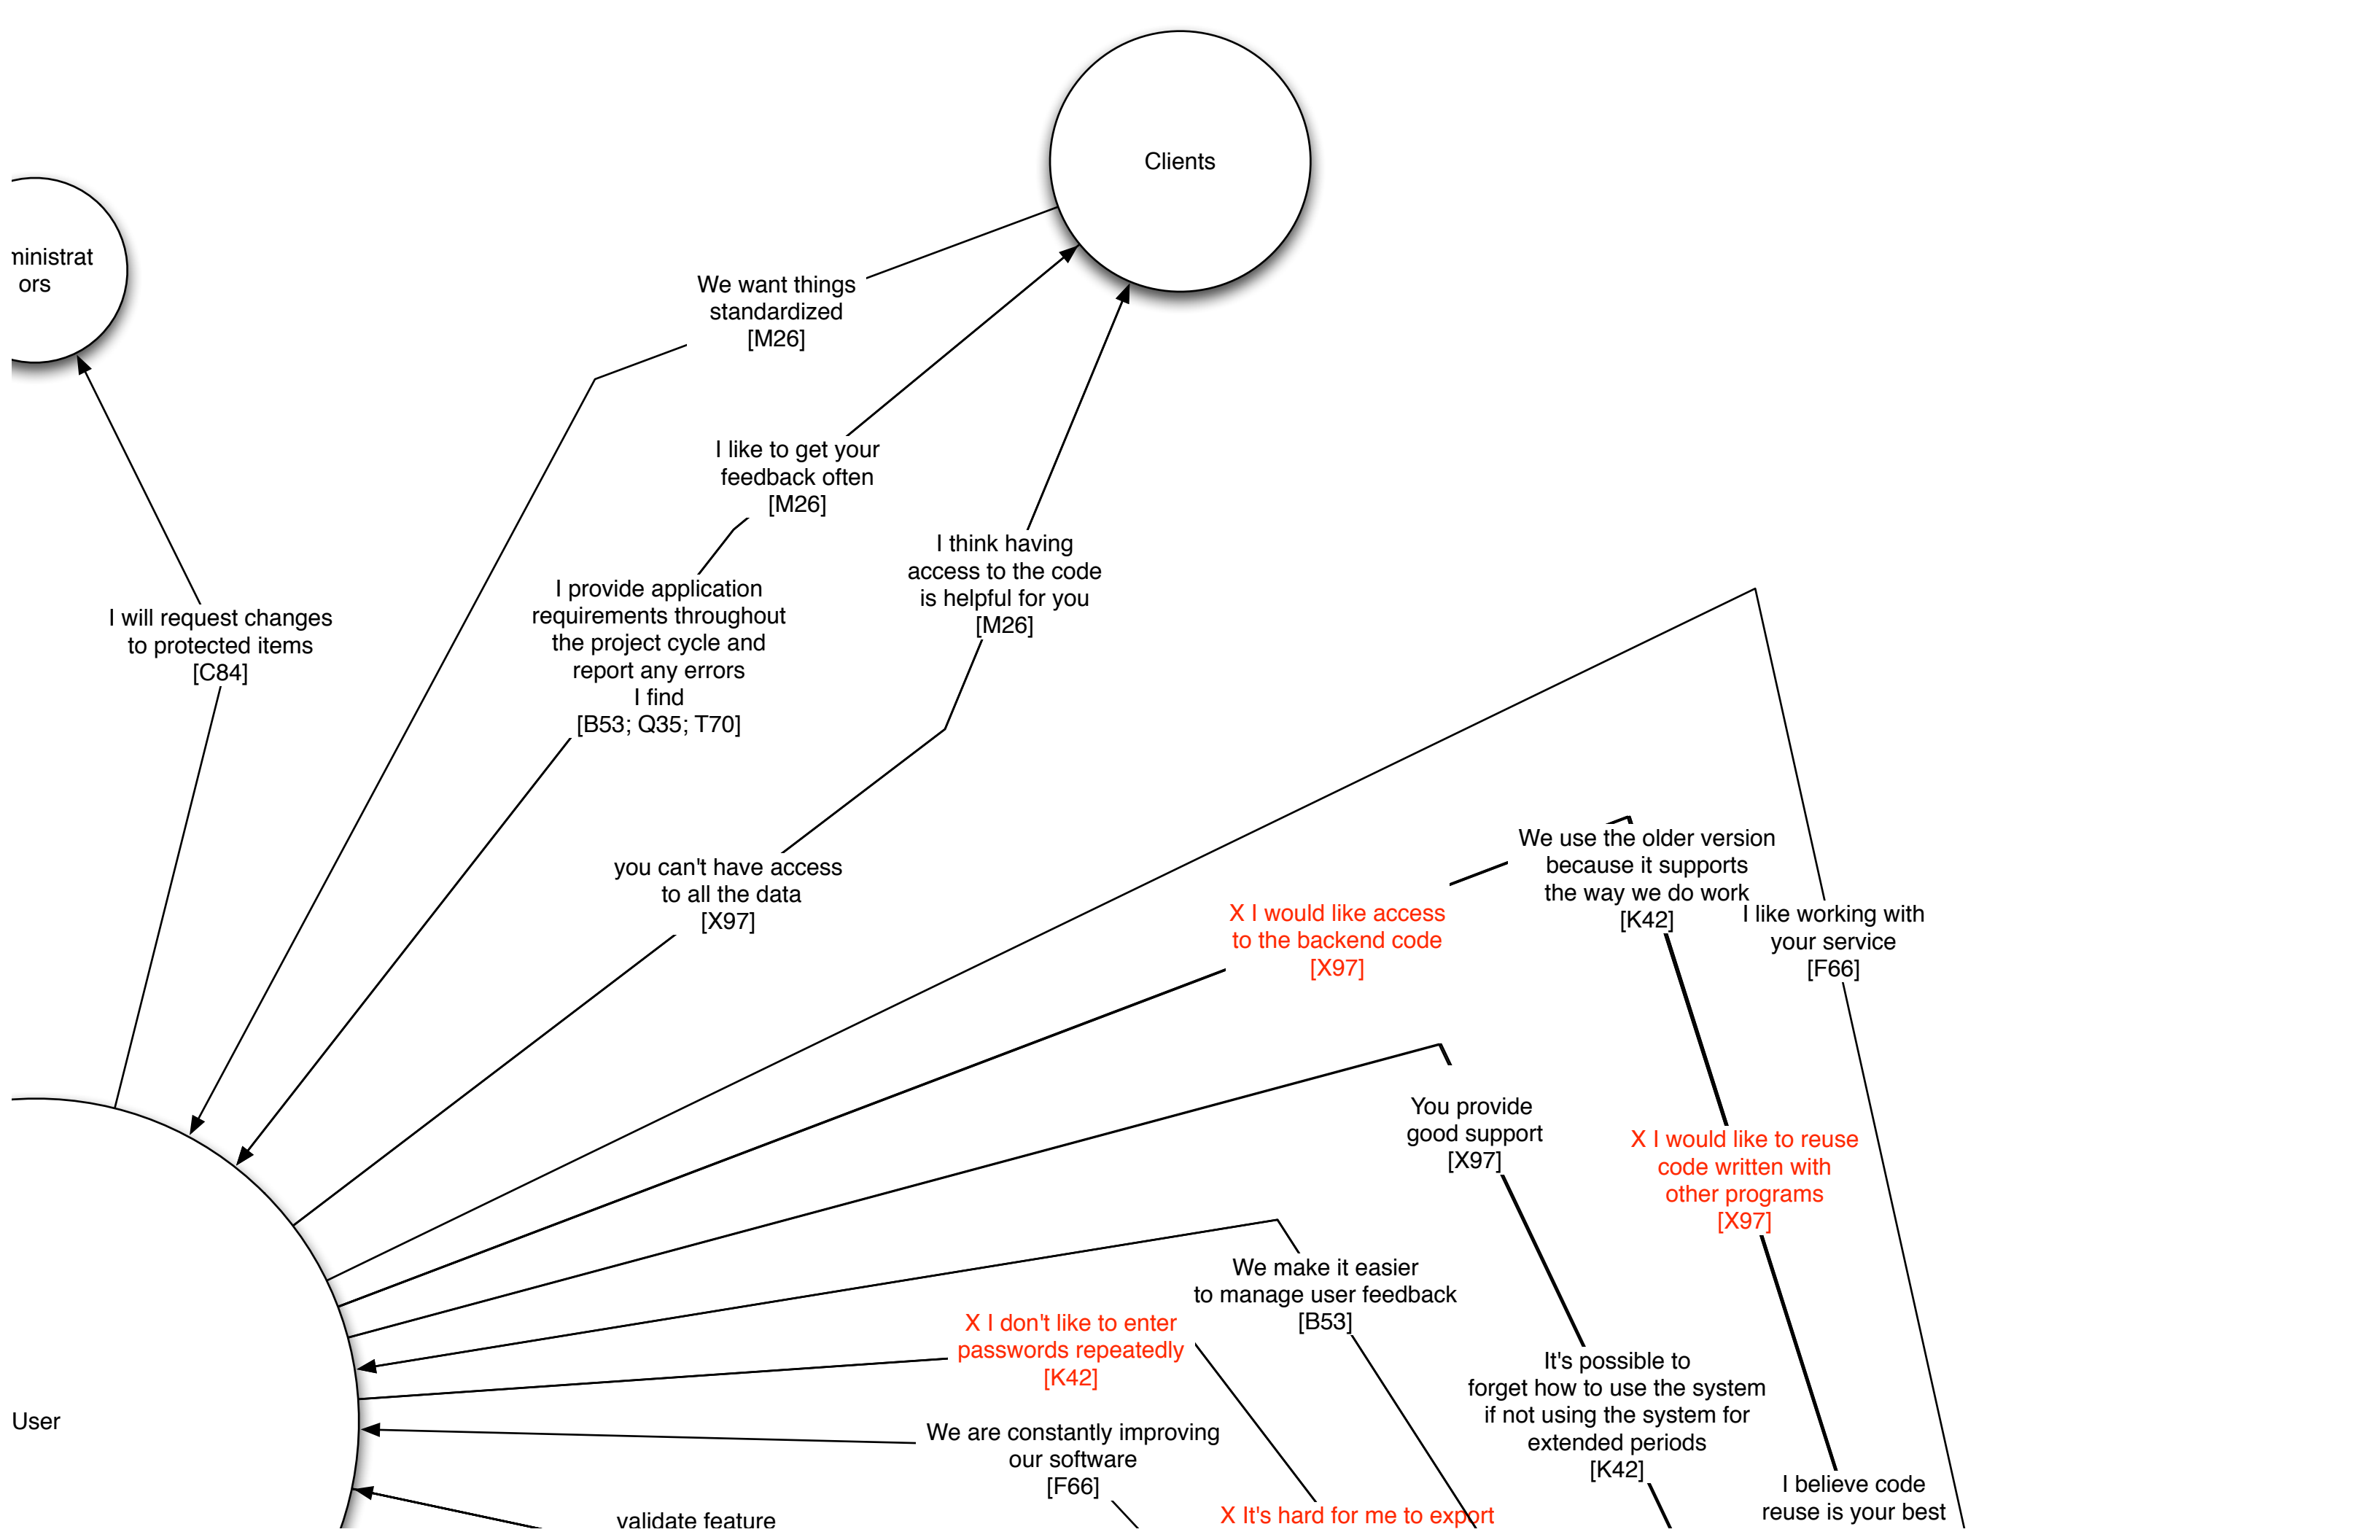 Clients
ministrat
ors
We want things
standardized
[M26]
I like to get your
feedback often
[M26]
I think having
access to the code
is helpful for you
[M26]
I will request changes
to protected items
[C84]
I provide application
requirements throughout
the project cycle and
report any errors
I find
[B53; Q35; T70]
you can't have access
to all the data
[X97]
We use the older version
because it supports
the way we do work
[K42]
X I would like access
to the backend code
[X97]
I like working with
your service
[F66]
You provide
good support
[X97]
X I would like to reuse
code written with
other programs
[X97]
We make it easier
to manage user feedback
[B53]
X I don't like to enter
passwords repeatedly
[K42]
It's possible to
forget how to use the system
if not using the system for
extended periods
[K42]
User
We are constantly improving
our software
[F66]
I believe code
reuse is your best
X It's hard for me to export
validate feature